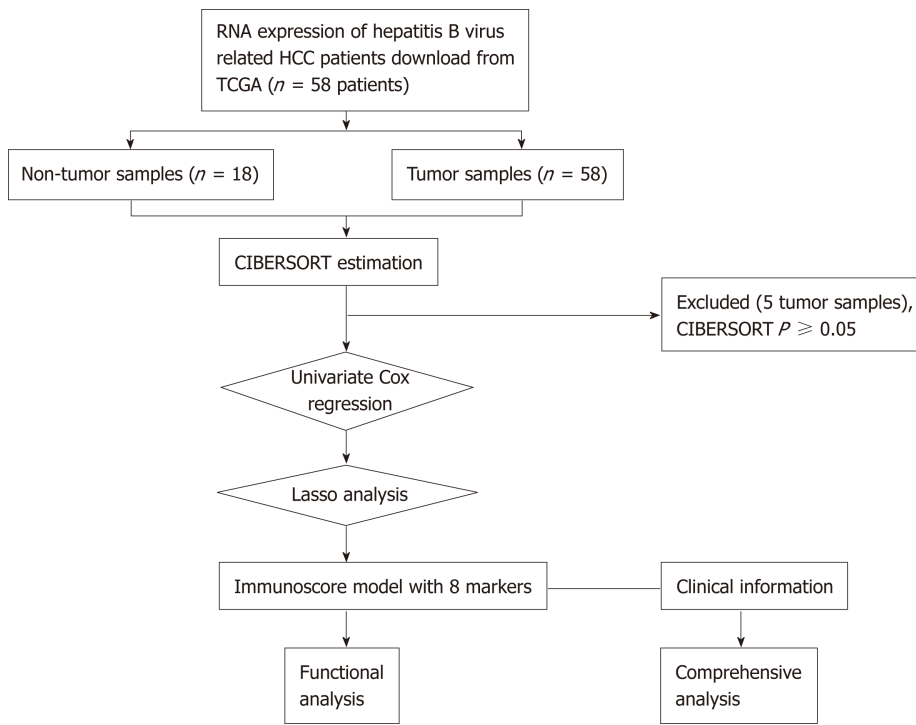 RNA expression of hepatitis B virus
related HCC patients download from
TCGA (n = 58 patients)
Non-tumor samples (n = 18)
Tumor samples (n = 58)
CIBERSORT estimation
Excluded (5 tumor samples),
CIBERSORT P ⩾ 0.05
Univariate Cox
regression
Lasso analysis
Immunoscore model with 8 markers
Clinical information
Functional
analysis
Comprehensive
analysis